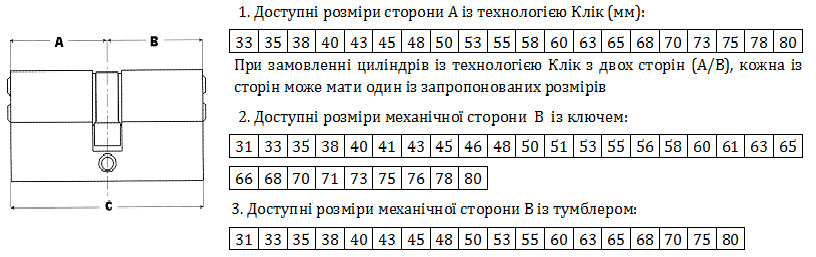 A B
C
1. Доступні розміри сторони А із технологією Клік (мм):
33 35 38 40 43 45 48 50 53 55 58 60 63 65 68 70 73 75 78 80
При замовленні циліндрів із технологією Клік з двох сторін (А/В), кожна із
сторін може мати один із запропонованих розмірів
2. Доступні розміри механічної сторони В із ключем:
31 33 35 38 40 41 43 45 46 48 50 51 53 55 56 58 60 61 63 65
66 68 70 71 73 75 76 78 80
3. Доступні розміри механічної сторони В із тумблером:
31 33 35 38 40 43 45 48 50 53 55 60 63 65 68 70 75 80